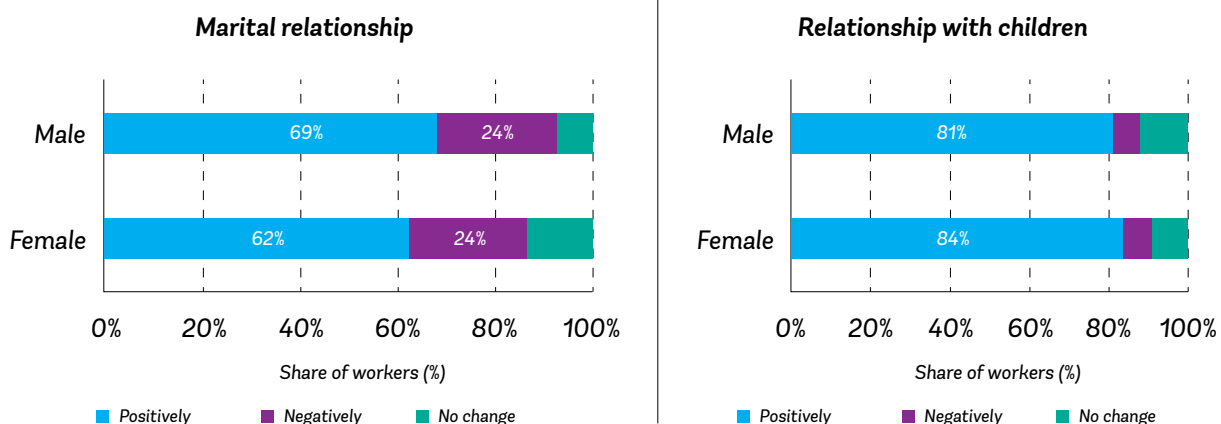 Marital relationship
Male
69%
24%
Female
62%
24%
0% 20% 40% 60% 80% 100%
Share of workers (%)
Positively Negatively No change
Relationship with children
Male
81%
Female
84%
0% 20% 40% 60% 80% 100%
Share of workers (%)
Positively Negatively No change